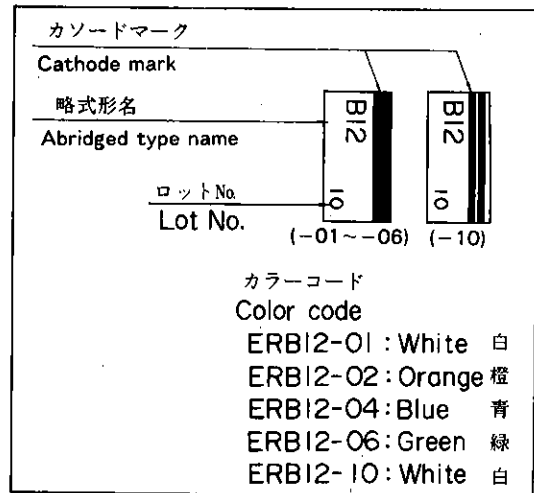 カソードマーク
Cathode mark
略式形名
Abridged type name
ロットNo.
Lot No.
B12
10
B12
10
(-01~-06) (-10)
カラーコード
Color code
ERB12-01:White 白
ERB12-02:Orange 橙
ERB12-04:Blue 青
ERB12-06:Green 緑
ERB12-10:White 白